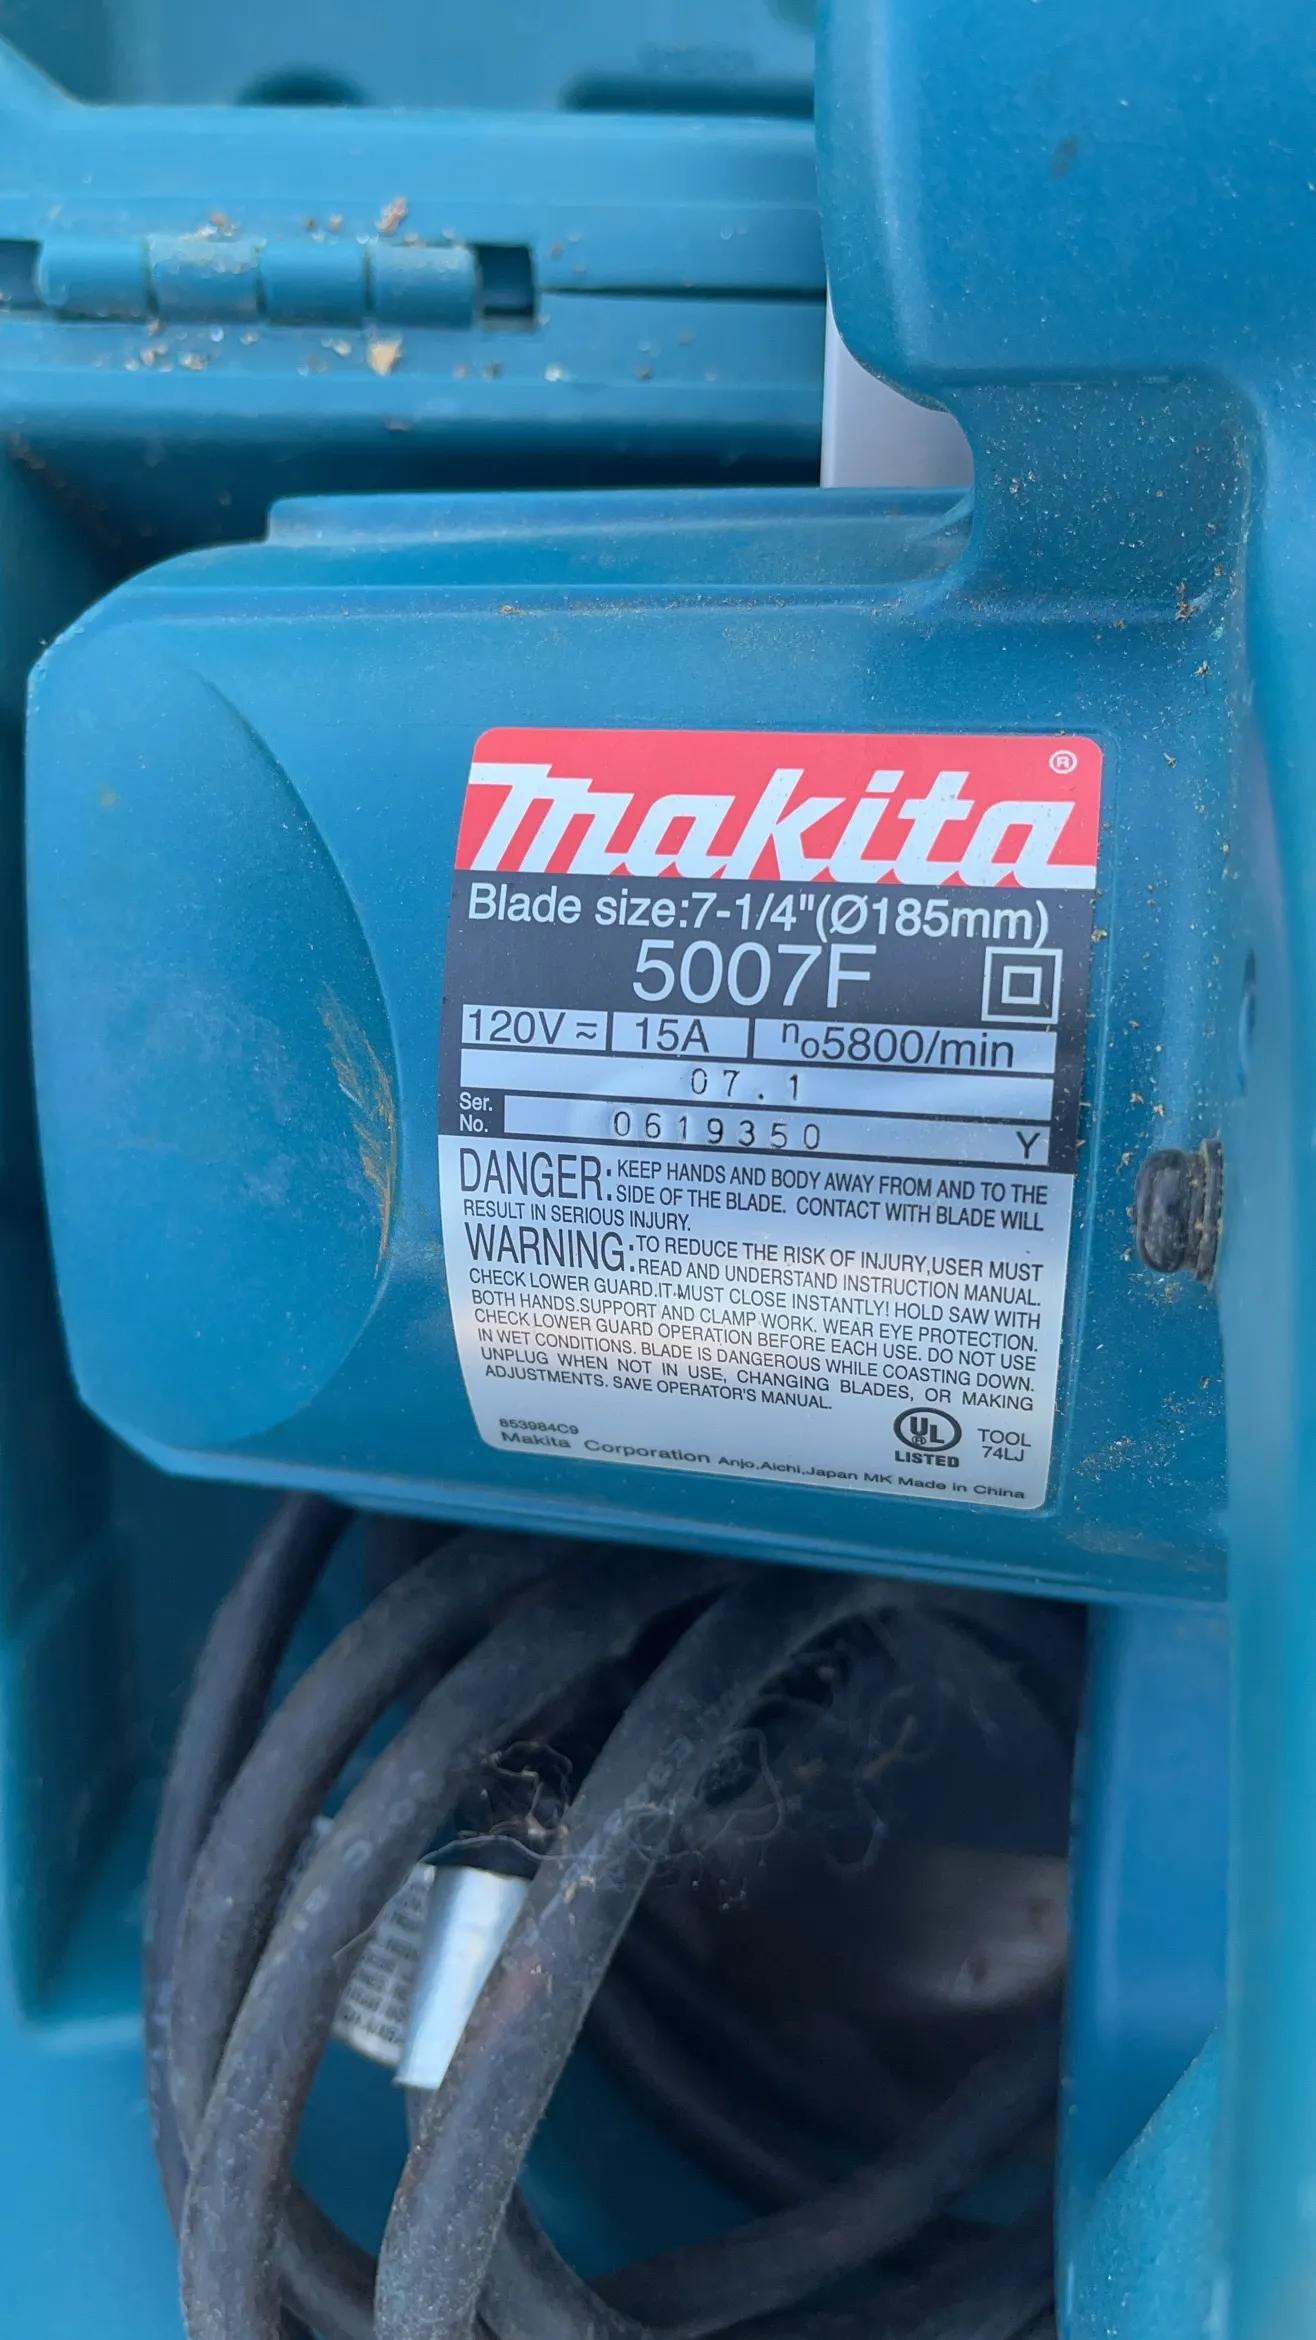 makita®
Blade size:7-1/4"(Ø185mm)
5007F
120V≂ 15A n₀5800/min
07.1
Ser.
No. 0619350 Y
DANGER: KEEP HANDS AND BODY AWAY FROM AND TO THE
SIDE OF THE BLADE. CONTACT WITH BLADE WILL
RESULT IN SERIOUS INJURY.
WARNING: TO REDUCE THE RISK OF INJURY,USER MUST
READ AND UNDERSTAND INSTRUCTION MANUAL.
CHECK LOWER GUARD.IT MUST CLOSE INSTANTLY! HOLD SAW WITH
BOTH HANDS.SUPPORT AND CLAMP WORK. WEAR EYE PROTECTION.
CHECK LOWER GUARD OPERATION BEFORE EACH USE. DO NOT USE
IN WET CONDITIONS. BLADE IS DANGEROUS WHILE COASTING DOWN.
UNPLUG WHEN NOT IN USE, CHANGING BLADES, OR MAKING
ADJUSTMENTS. SAVE OPERATOR'S MANUAL.
UL
LISTED
TOOL
74LJ
853984C9
Makita Corporation Anjo,Aichi,Japan MK Made in China